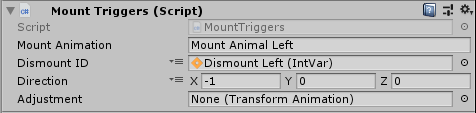 Mount Triggers (Script)
Script MountTriggers
Mount Animation Mount Animal Left
Dismount ID Dismount Left (IntVar)
Direction X -1 Y 0 Z 0
Adjustment None (Transform Animation)